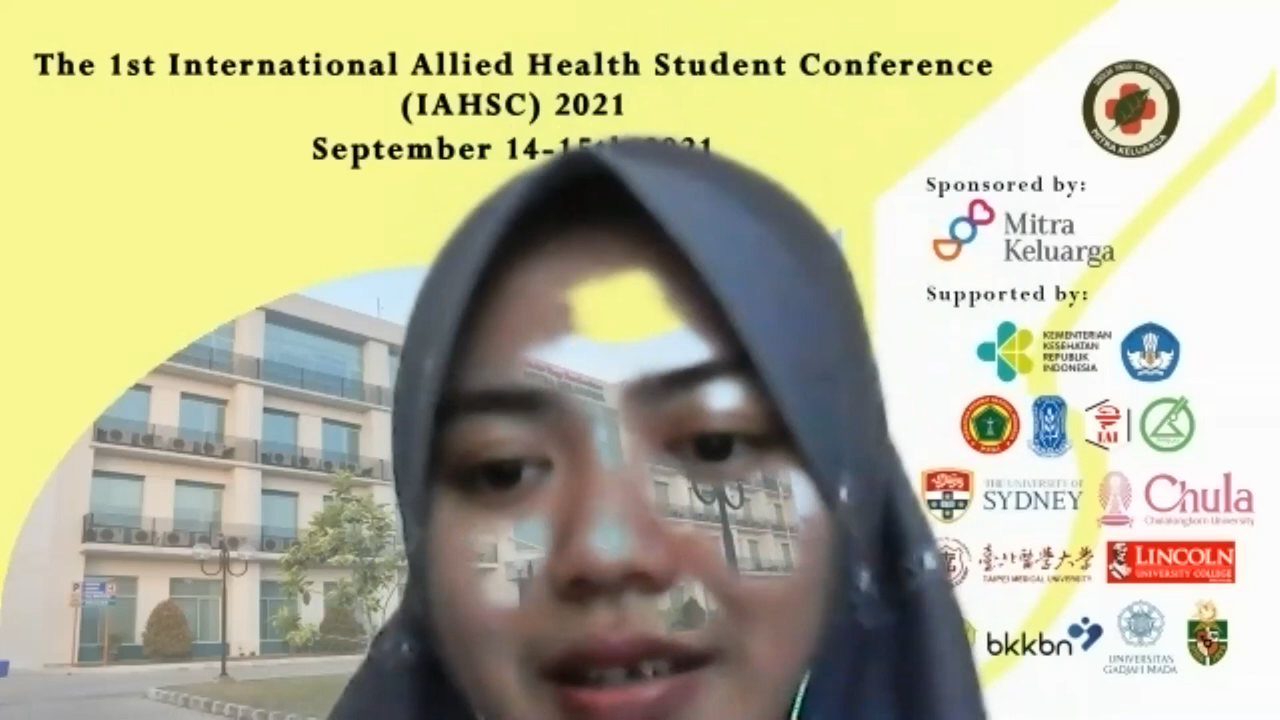 The 1st International Allied Health Student Conference
(IAHSC) 2021
September 14-15th 2021
MITRA KELUARGA
Sponsored by:
Mitra
Keluarga
Supported by:
KEMENTERIAN
KESEHATAN
REPUBLIK
INDONESIA
IAI
THE UNIVERSITY OF
SYDNEY
Chula
Chulalongkorn University
臺北醫學大學
TAIPEI MEDICAL UNIVERSITY
LINCOLN
UNIVERSITY COLLEGE
bkkbn
UNIVERSITAS
GADJAH MADA